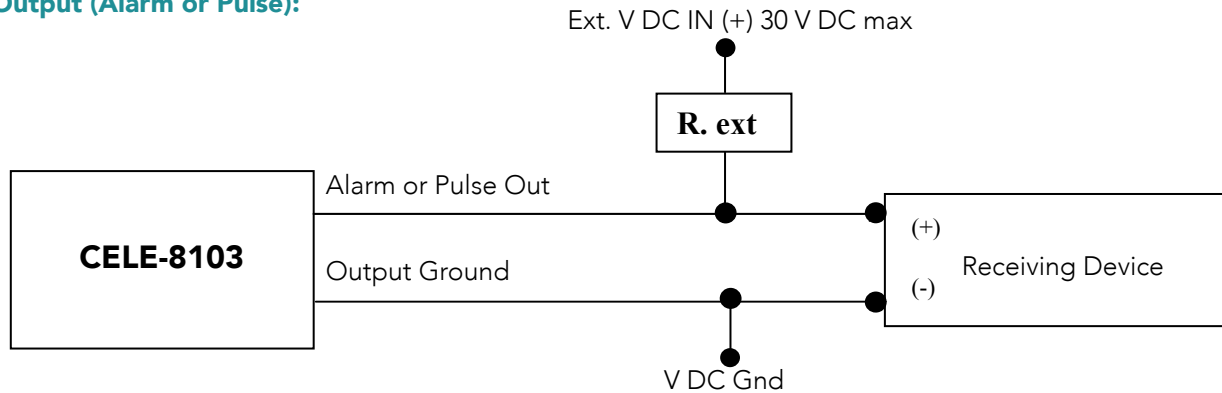 Output (Alarm or Pulse):
Ext. V DC IN (+) 30 V DC max
R. ext
Alarm or Pulse Out
CELE-8103
Output Ground
(+)
Receiving Device
(-)
V DC Gnd